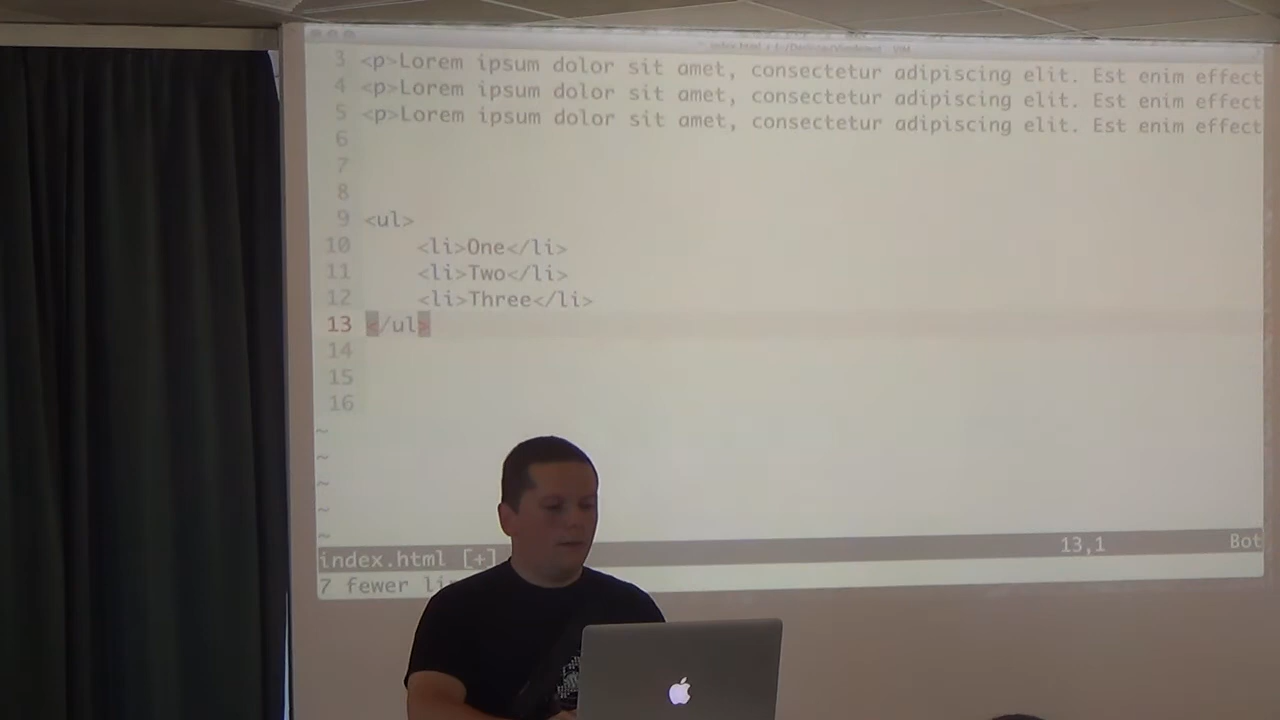 3 <p>Lorem ipsum dolor sit amet, consectetur adipiscing elit. Est enim effect
4 <p>Lorem ipsum dolor sit amet, consectetur adipiscing elit. Est enim effect
5 <p>Lorem ipsum dolor sit amet, consectetur adipiscing elit. Est enim effect
6
7
8
9 <ul>
10 <li>One</li>
11 <li>Two</li>
12 <li>Three</li>
13 </ul>
14
15
16
~
~
~
~
~
index.html [+] 13,1 Bot
7 fewer li